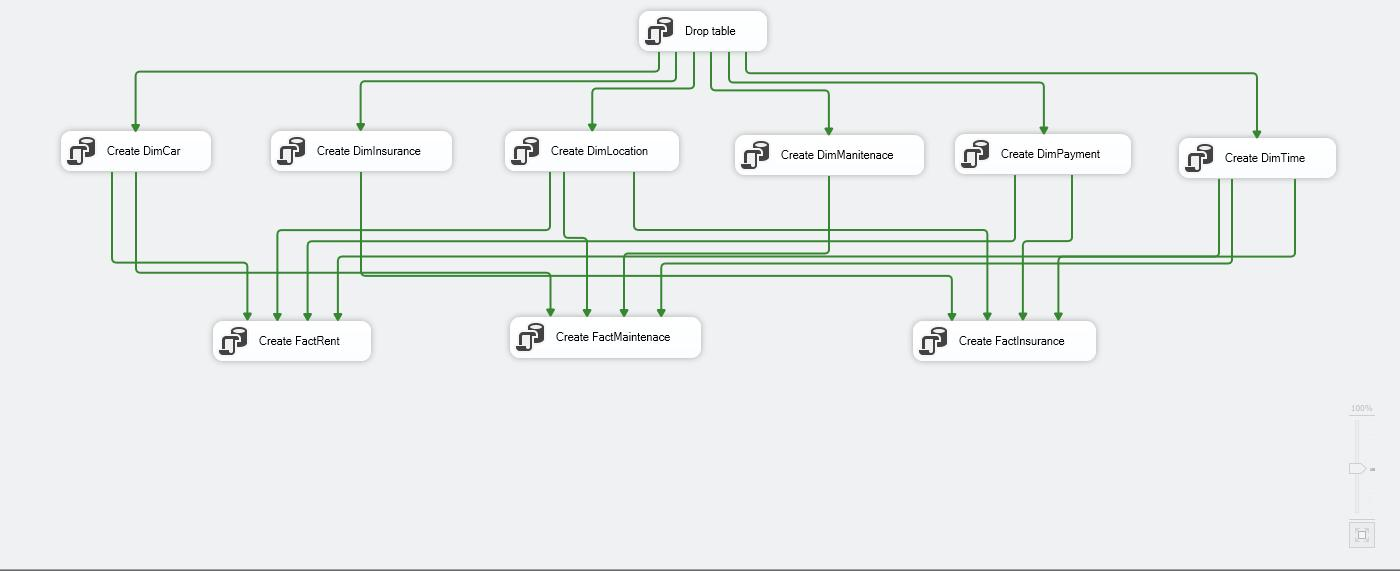 Drop table
Create DimCar
Create DimInsurance
Create DimLocation
Create DimManitenace
Create DimPayment
Create DimTime
Create FactRent
Create FactMaintenace
Create FactInsurance
100%